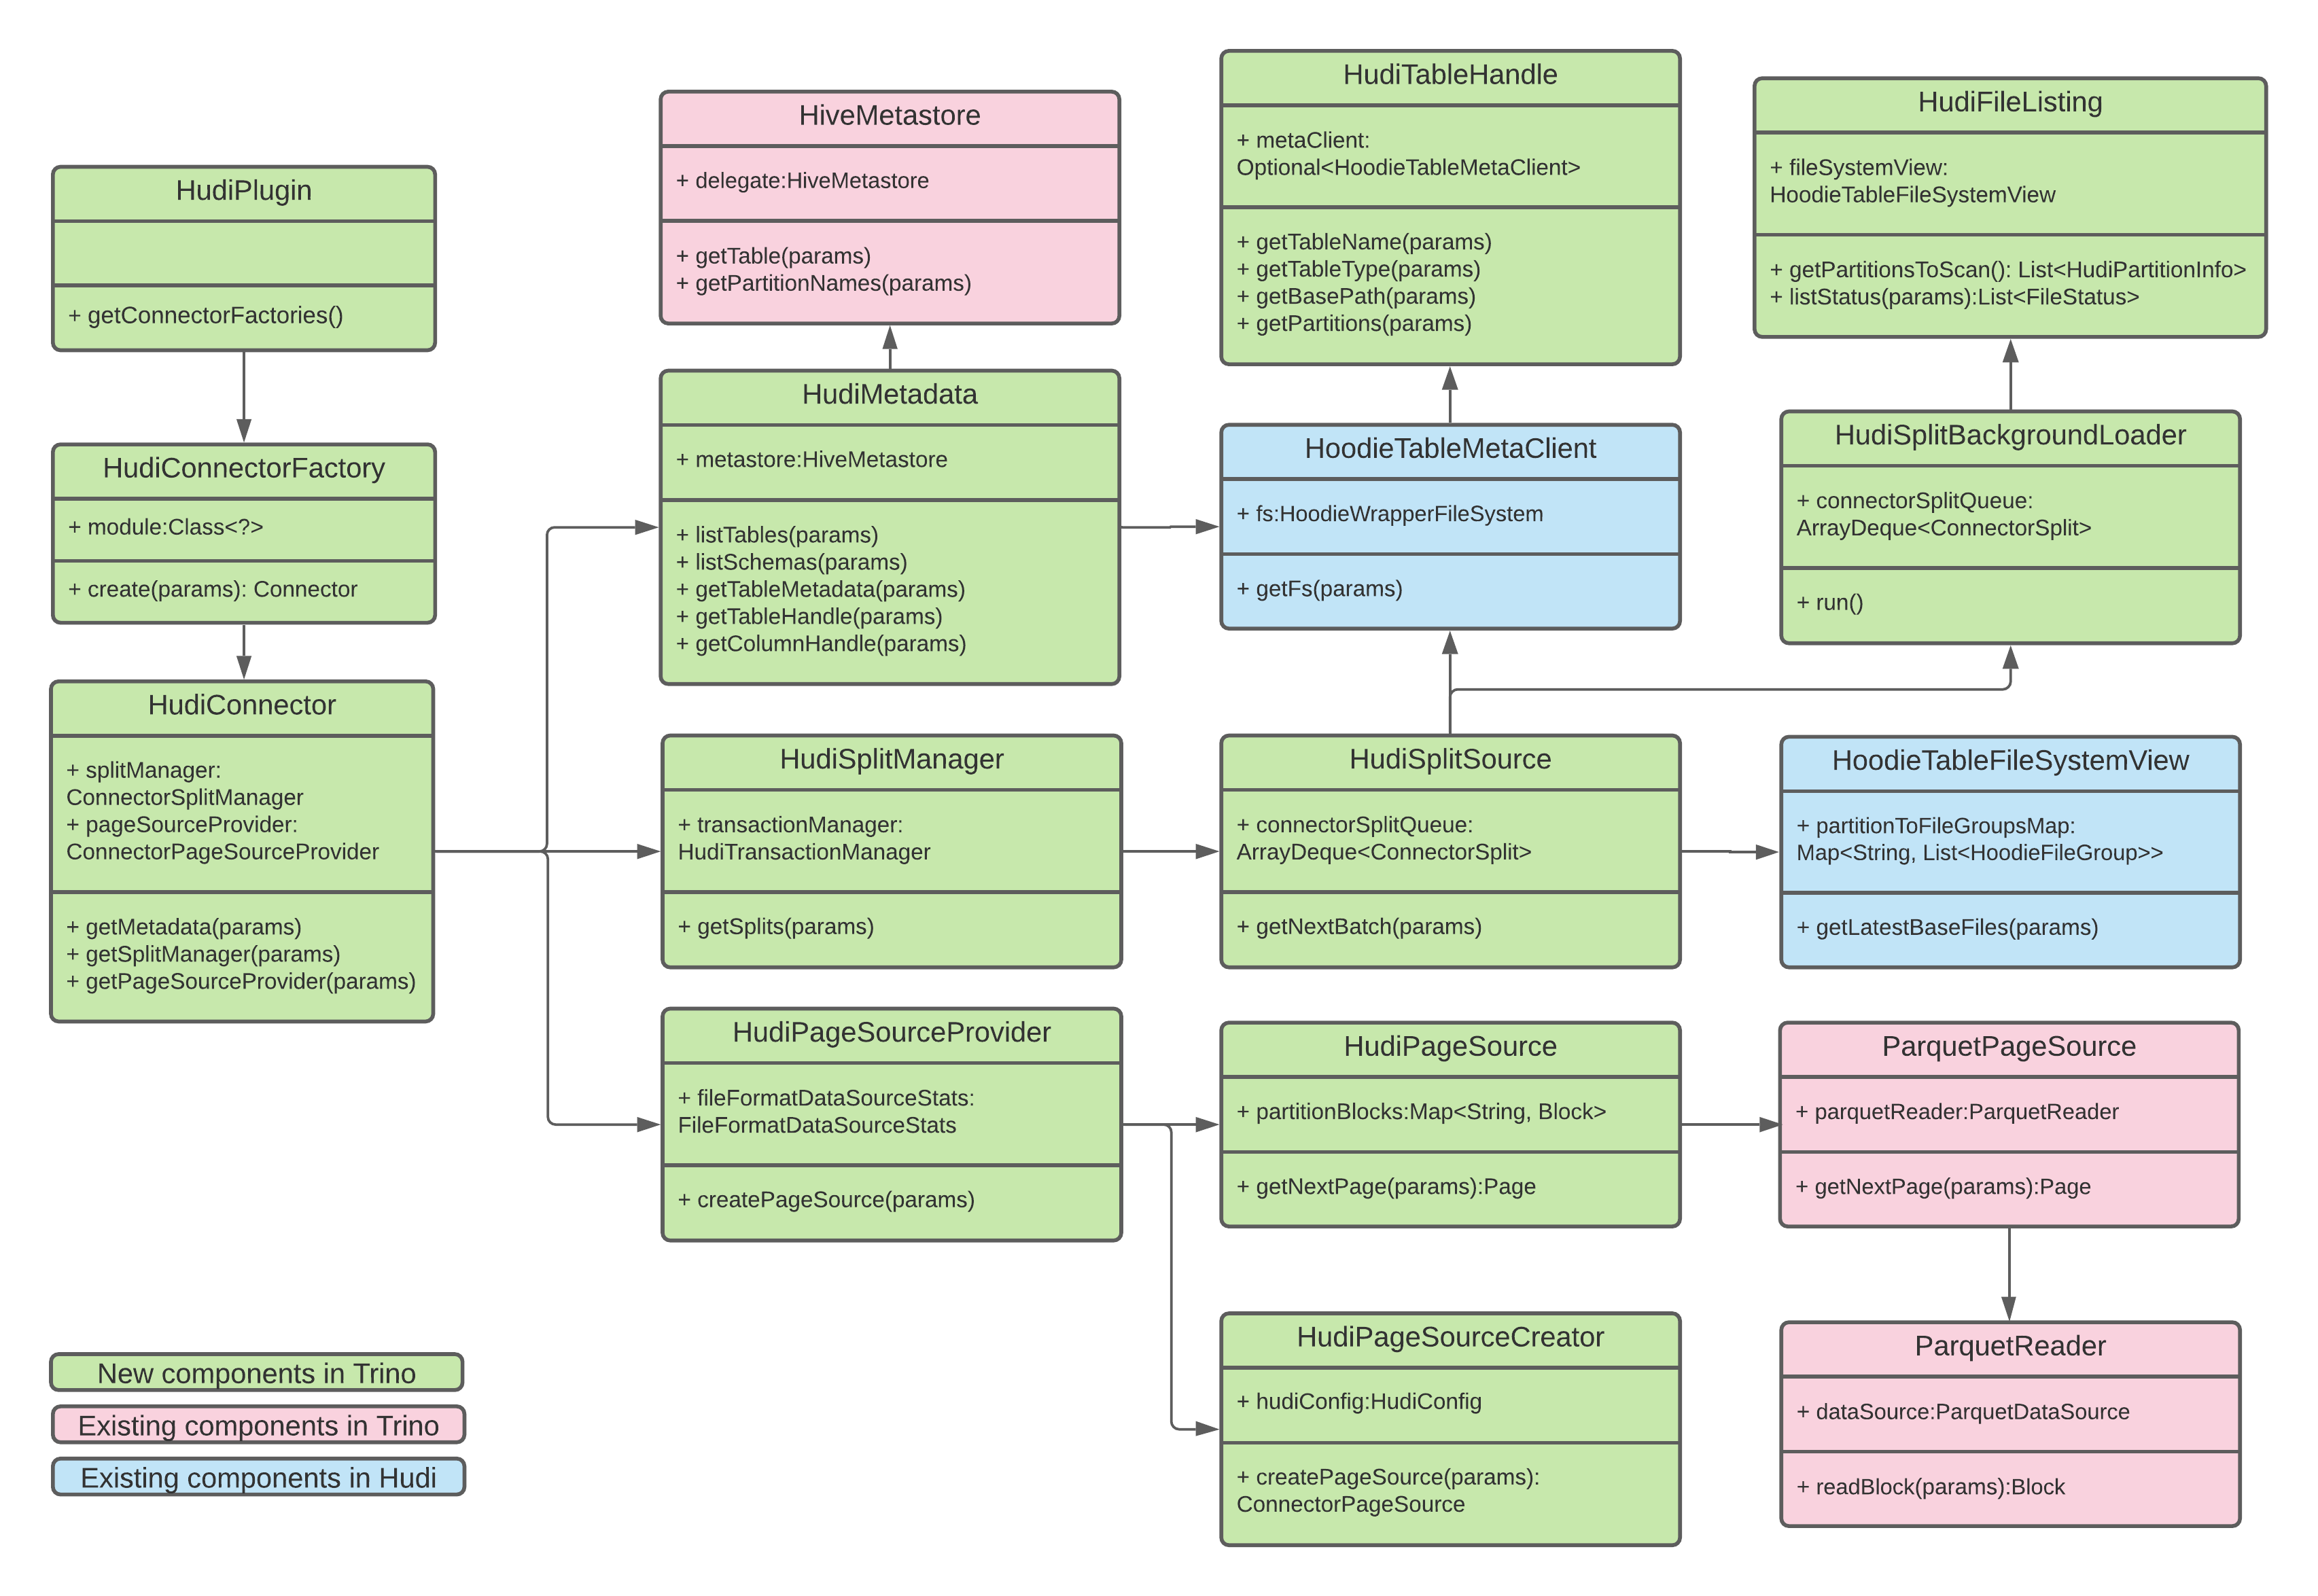 HudiPlugin
+ getConnectorFactories()
HudiConnectorFactory
+ module:Class<?>
+ create(params): Connector
HudiConnector
+ splitManager:
ConnectorSplitManager
+ pageSourceProvider:
ConnectorPageSourceProvider
+ getMetadata(params)
+ getSplitManager(params)
+ getPageSourceProvider(params)
HiveMetastore
+ delegate:HiveMetastore
+ getTable(params)
+ getPartitionNames(params)
HudiMetadata
+ metastore:HiveMetastore
+ listTables(params)
+ listSchemas(params)
+ getTableMetadata(params)
+ getTableHandle(params)
+ getColumnHandle(params)
HudiSplitManager
+ transactionManager:
HudiTransactionManager
+ getSplits(params)
HudiPageSourceProvider
+ fileFormatDataSourceStats:
FileFormatDataSourceStats
+ createPageSource(params)
HudiTableHandle
+ metaClient:
Optional<HoodieTableMetaClient>
+ getTableName(params)
+ getTableType(params)
+ getBasePath(params)
+ getPartitions(params)
HoodieTableMetaClient
+ fs:HoodieWrapperFileSystem
+ getFs(params)
HudiSplitSource
+ connectorSplitQueue:
ArrayDeque<ConnectorSplit>
+ getNextBatch(params)
HudiPageSource
+ partitionBlocks:Map<String, Block>
+ getNextPage(params):Page
HudiPageSourceCreator
+ hudiConfig:HudiConfig
+ createPageSource(params):
ConnectorPageSource
HudiFileListing
+ fileSystemView:
HoodieTableFileSystemView
+ getPartitionsToScan(): List<HudiPartitionInfo>
+ listStatus(params):List<FileStatus>
HudiSplitBackgroundLoader
+ connectorSplitQueue:
ArrayDeque<ConnectorSplit>
+ run()
HoodieTableFileSystemView
+ partitionToFileGroupsMap:
Map<String, List<HoodieFileGroup>>
+ getLatestBaseFiles(params)
ParquetPageSource
+ parquetReader:ParquetReader
+ getNextPage(params):Page
ParquetReader
+ dataSource:ParquetDataSource
+ readBlock(params):Block
New components in Trino
Existing components in Trino
Existing components in Hudi